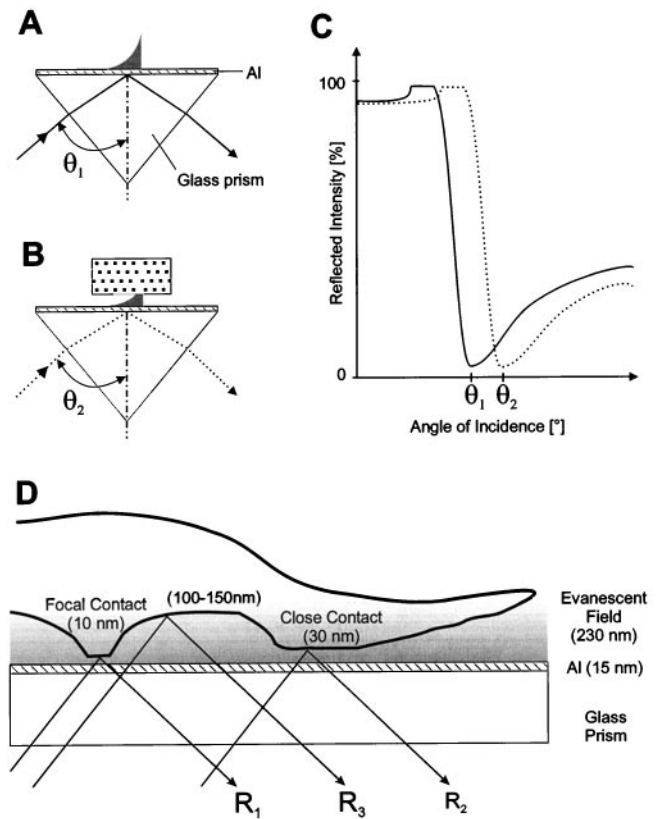 A
Al
θ1
Glass prism
B
θ2
C
100
Reflected Intensity [%]
0
θ1 θ2
Angle of Incidence [°]
D
Focal Contact
(10 nm)
(100-150nm)
Close Contact
(30 nm)
Evanescent
Field
(230 nm)
Al (15 nm)
Glass
Prism
R1
R3
R2